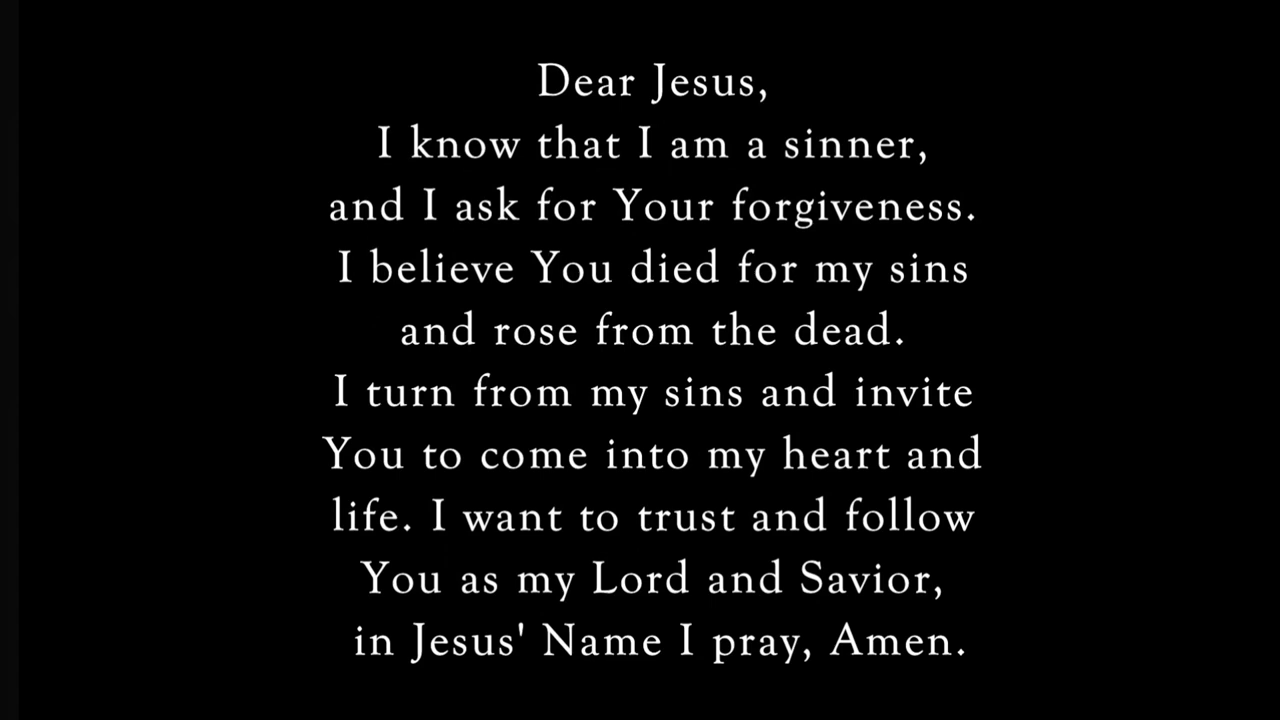 Dear Jesus,
I know that I am a sinner,
and I ask for Your forgiveness.
I believe You died for my sins
and rose from the dead.
I turn from my sins and invite
You to come into my heart and
life. I want to trust and follow
You as my Lord and Savior,
in Jesus' Name I pray, Amen.